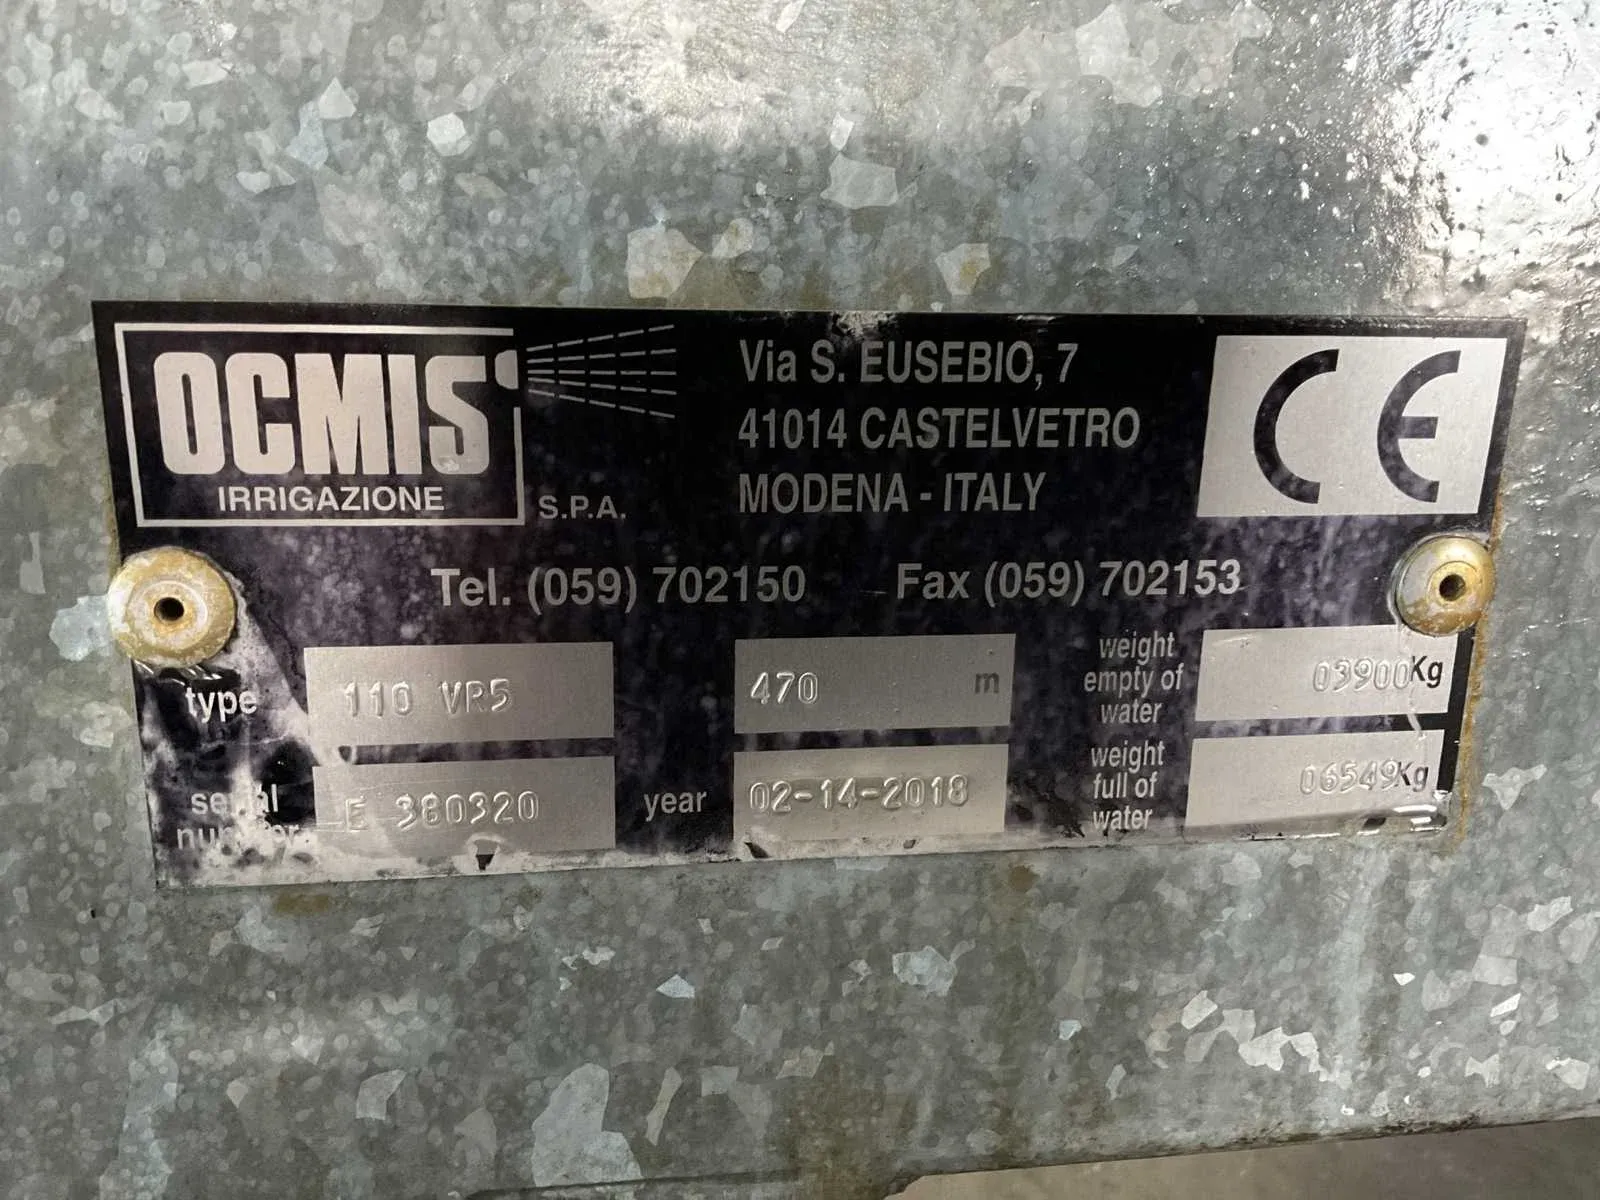 OCMIS
IRRIGAZIONE
S.P.A.
Via S. EUSEBIO, 7
41014 CASTELVETRO
MODENA - ITALY
CE
Tel. (059) 702150 Fax (059) 702153
type 110 VR5
470 m
weight
empty of
water
03900Kg
serial
number
E 380320
year 02-14-2018
weight
full of
water
06549Kg